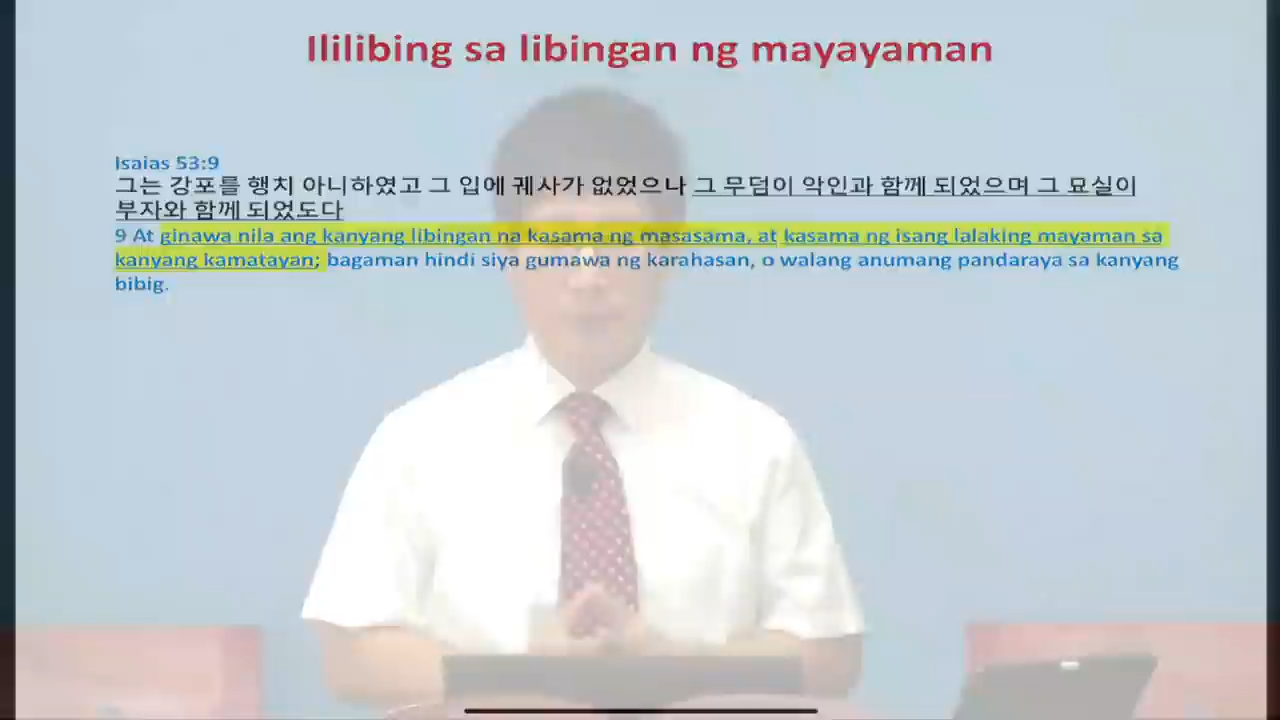 Ililibing sa libingan ng mayayaman
Isaias 53:9
그는 강포를 행치 아니하였고 그 입에 궤사가 없었으나 그 무덤이 악인과 함께 되었으며 그 묘실이
부자와 함께 되었도다
9 At ginawa nila ang kanyang libingan na kasama ng masasama, at kasama ng isang lalaking mayaman sa
kanyang kamatayan; bagaman hindi siya gumawa ng karahasan, o walang anumang pandaraya sa kanyang
bibig.